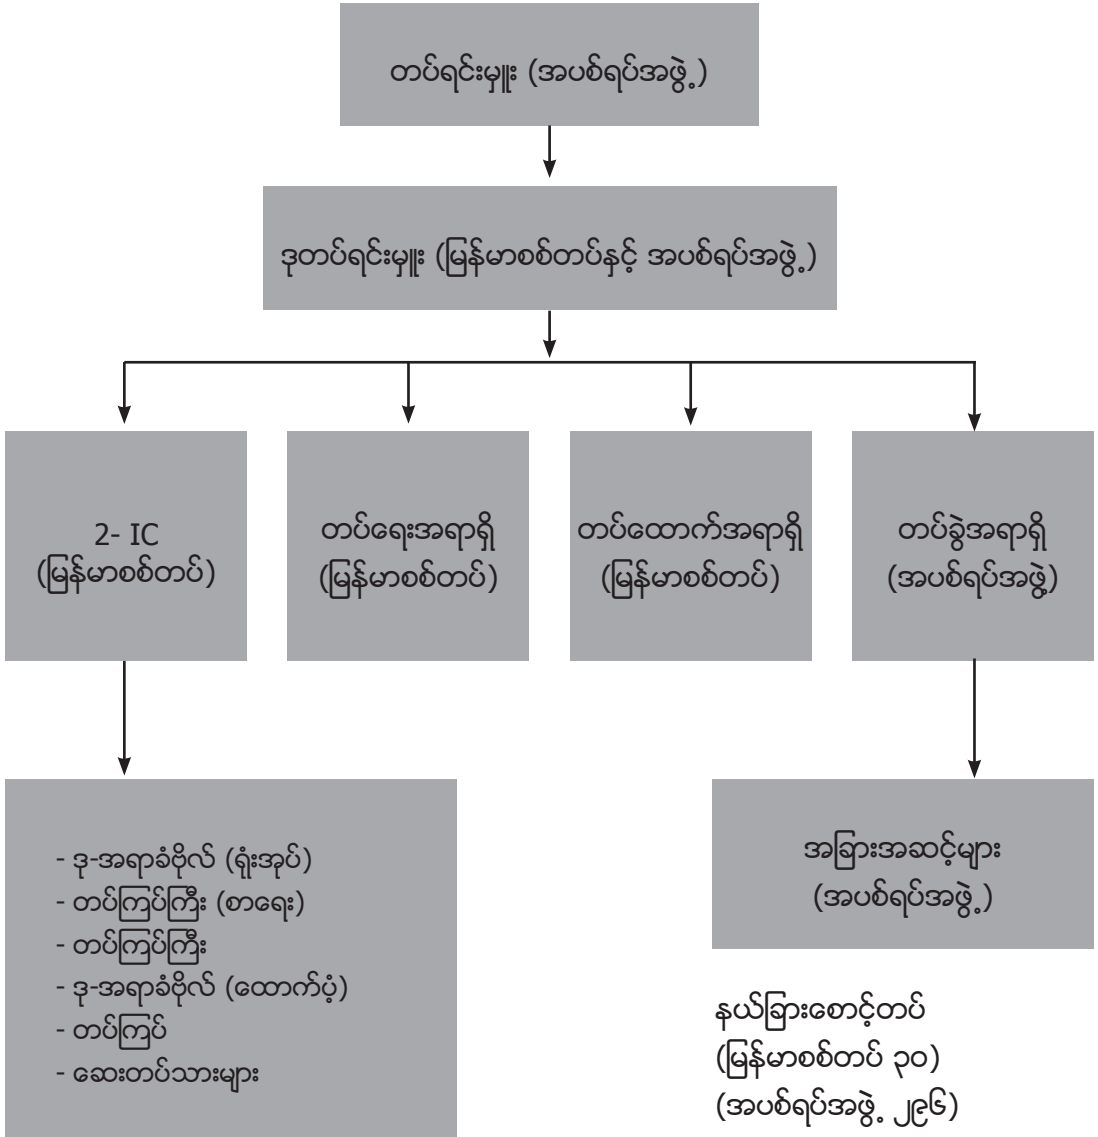 တပ်ရင်းမှူး (အပစ်ရပ်အဖွဲ့)
ဒုတပ်ရင်းမှူး (မြန်မာစစ်တပ်နှင့် အပစ်ရပ်အဖွဲ့)
2- IC
(မြန်မာစစ်တပ်)
တပ်ရေးအရာရှိ
(မြန်မာစစ်တပ်)
တပ်ထောက်အရာရှိ
(မြန်မာစစ်တပ်)
တပ်ခွဲအရာရှိ
(အပစ်ရပ်အဖွဲ့)
- ဒု-အရာခံဗိုလ် (ရုံးအုပ်)
- တပ်ကြပ်ကြီး (စာရေး)
- တပ်ကြပ်ကြီး
- ဒု-အရာခံဗိုလ် (ထောက်ပံ့)
- တပ်ကြပ်
- ဆေးတပ်သားများ
အခြားအဆင့်များ
(အပစ်ရပ်အဖွဲ့)
နယ်ခြားစောင့်တပ်
(မြန်မာစစ်တပ် ၃၀)
(အပစ်ရပ်အဖွဲ့ ၂၉၆)